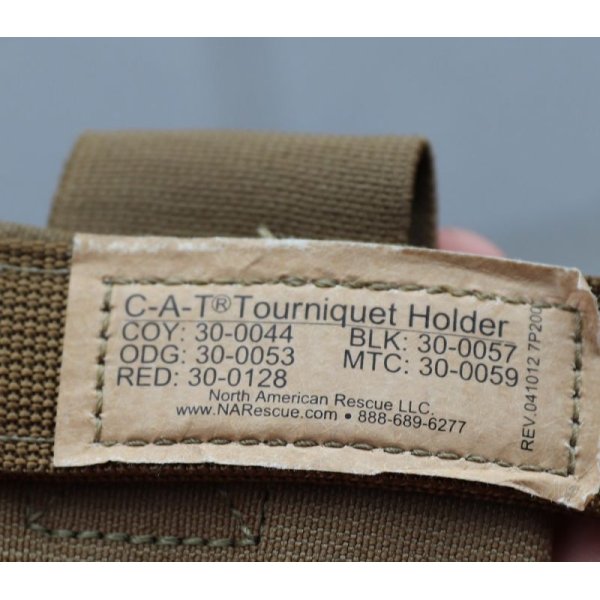 C-A-T® Tourniquet Holder
COY: 30-0044 BLK: 30-0057
ODG: 30-0053 MTC: 30-0059
RED: 30-0128
North American Rescue LLC.
www.NARescue.com • 888-689-6277
REV.041012 7P200